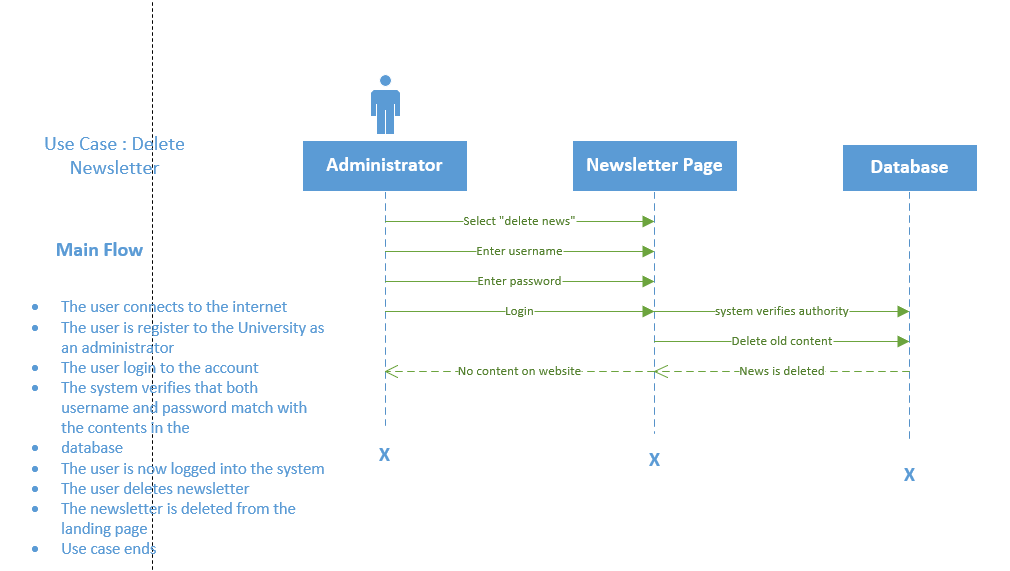 Use Case : Delete
Newsletter
Main Flow
• The user connects to the internet
• The user is register to the University as
an administrator
• The user login to the account
• The system verifies that both
username and password match with
the contents in the
• database
• The user is now logged into the system
• The user deletes newsletter
• The newsletter is deleted from the
landing page
• Use case ends
Administrator
Newsletter Page
Database
Select "delete news"
Enter username
Enter password
Login
system verifies authority
Delete old content
No content on website
News is deleted
X
X
X